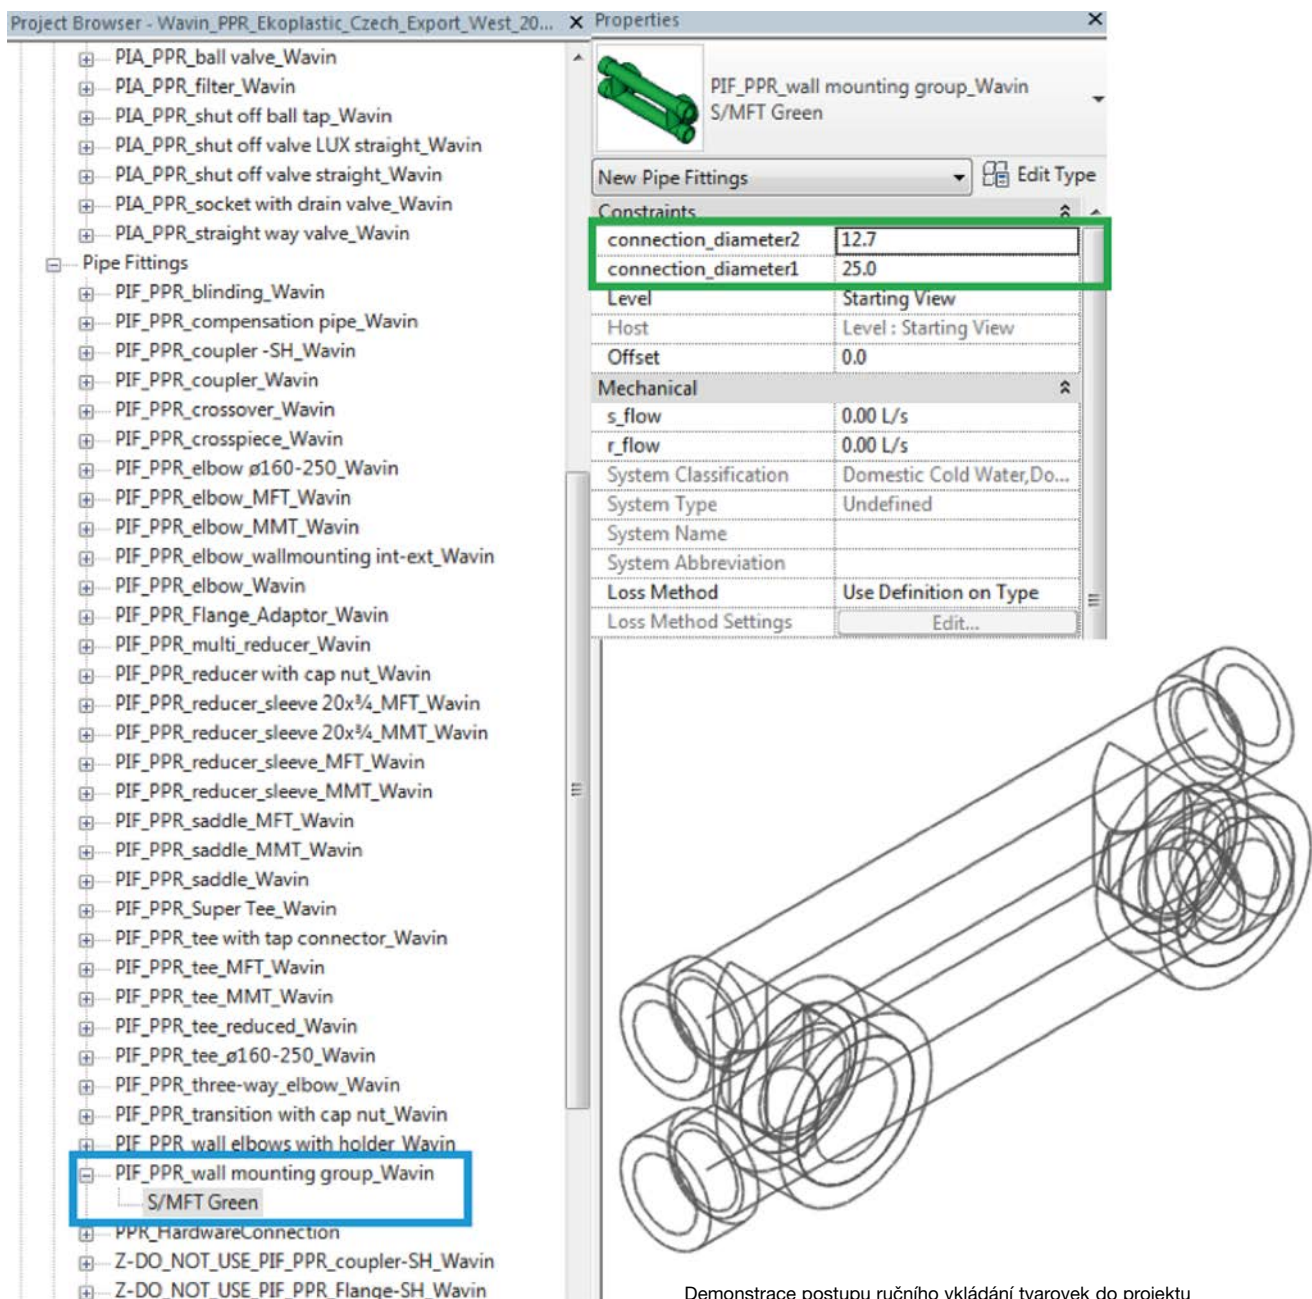 Project Browser - Wavin_PPR_Ekoplastic_Czech_Export_West_20...
PIA_PPR_ball valve_Wavin
PIA_PPR_filter_Wavin
PIA_PPR_shut off ball tap_Wavin
PIA_PPR_shut off valve LUX straight_Wavin
PIA_PPR_shut off valve straight_Wavin
PIA_PPR_socket with drain valve_Wavin
PIA_PPR_straight way valve_Wavin
Pipe Fittings
PIF_PPR_blinding_Wavin
PIF_PPR_compensation pipe_Wavin
PIF_PPR_coupler -SH_Wavin
PIF_PPR_coupler_Wavin
PIF_PPR_crossover_Wavin
PIF_PPR_crosspiece_Wavin
PIF_PPR_elbow ø160-250_Wavin
PIF_PPR_elbow_MFT_Wavin
PIF_PPR_elbow_MMT_Wavin
PIF_PPR_elbow_wallmounting int-ext_Wavin
PIF_PPR_elbow_Wavin
PIF_PPR_Flange_Adaptor_Wavin
PIF_PPR_multi_reducer_Wavin
PIF_PPR_reducer with cap nut_Wavin
PIF_PPR_reducer_sleeve 20x¾_MFT_Wavin
PIF_PPR_reducer_sleeve 20x¾_MMT_Wavin
PIF_PPR_reducer_sleeve_MFT_Wavin
PIF_PPR_reducer_sleeve_MMT_Wavin
PIF_PPR_saddle_MFT_Wavin
PIF_PPR_saddle_MMT_Wavin
PIF_PPR_saddle_Wavin
PIF_PPR_Super Tee_Wavin
PIF_PPR_tee with tap connector_Wavin
PIF_PPR_tee_MFT_Wavin
PIF_PPR_tee_MMT_Wavin
PIF_PPR_tee_reduced_Wavin
PIF_PPR_tee_ø160-250_Wavin
PIF_PPR_three-way_elbow_Wavin
PIF_PPR_transition with cap nut_Wavin
PIF_PPR_wall elbows with holder_Wavin
PIF_PPR_wall mounting group_Wavin
S/MFT Green
PPR_HardwareConnection
Z-DO_NOT_USE_PIF_PPR_coupler-SH_Wavin
Z-DO_NOT_USE_PIF_PPR_Flange-SH_Wavin
Properties
PIF_PPR_wall mounting group_Wavin
S/MFT Green
New Pipe Fittings Edit Type
Constraints
connection_diameter2 12.7
connection_diameter1 25.0
Level Starting View
Host Level : Starting View
Offset 0.0
Mechanical
s_flow 0.00 L/s
r_flow 0.00 L/s
System Classification Domestic Cold Water,Do...
System Type Undefined
System Name
System Abbreviation
Loss Method Use Definition on Type
Loss Method Settings Edit...
Demonstrace postupu ručního vkládání tvarovek do projektu